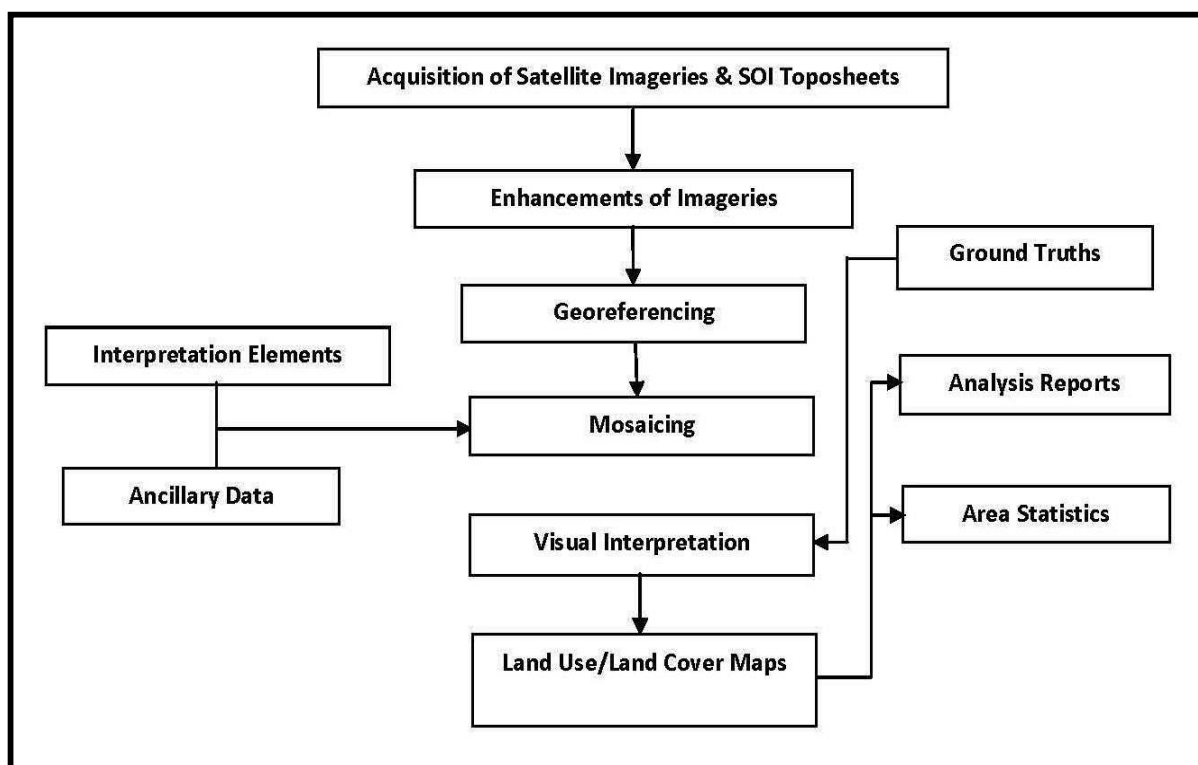 Acquisition of Satellite Imageries & SOI Toposheets
Enhancements of Imageries
Ground Truths
Georeferencing
Interpretation Elements
Analysis Reports
Mosaicing
Ancillary Data
Area Statistics
Visual Interpretation
Land Use/Land Cover Maps